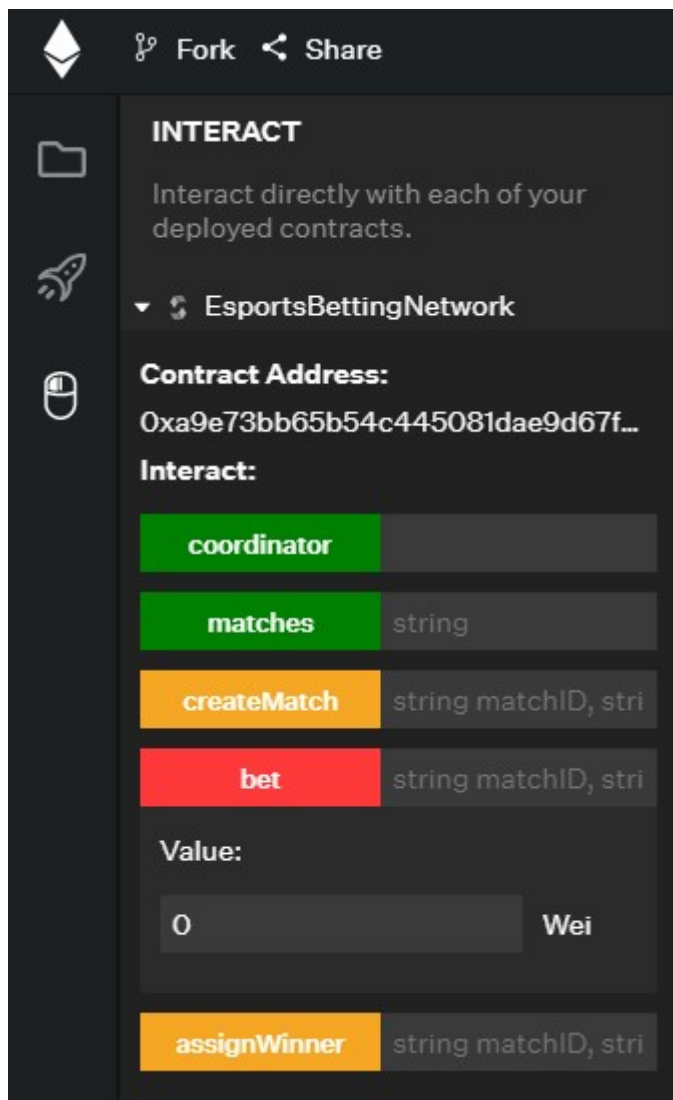 Fork Share
INTERACT
Interact directly with each of your
deployed contracts.
EsportsBettingNetwork
Contract Address:
0xa9e73bb65b54c445081dae9d67f...
Interact:
coordinator
matches string
createMatch string matchID, stri
bet string matchID, stri
Value:
0 Wei
assignWinner string matchID, stri